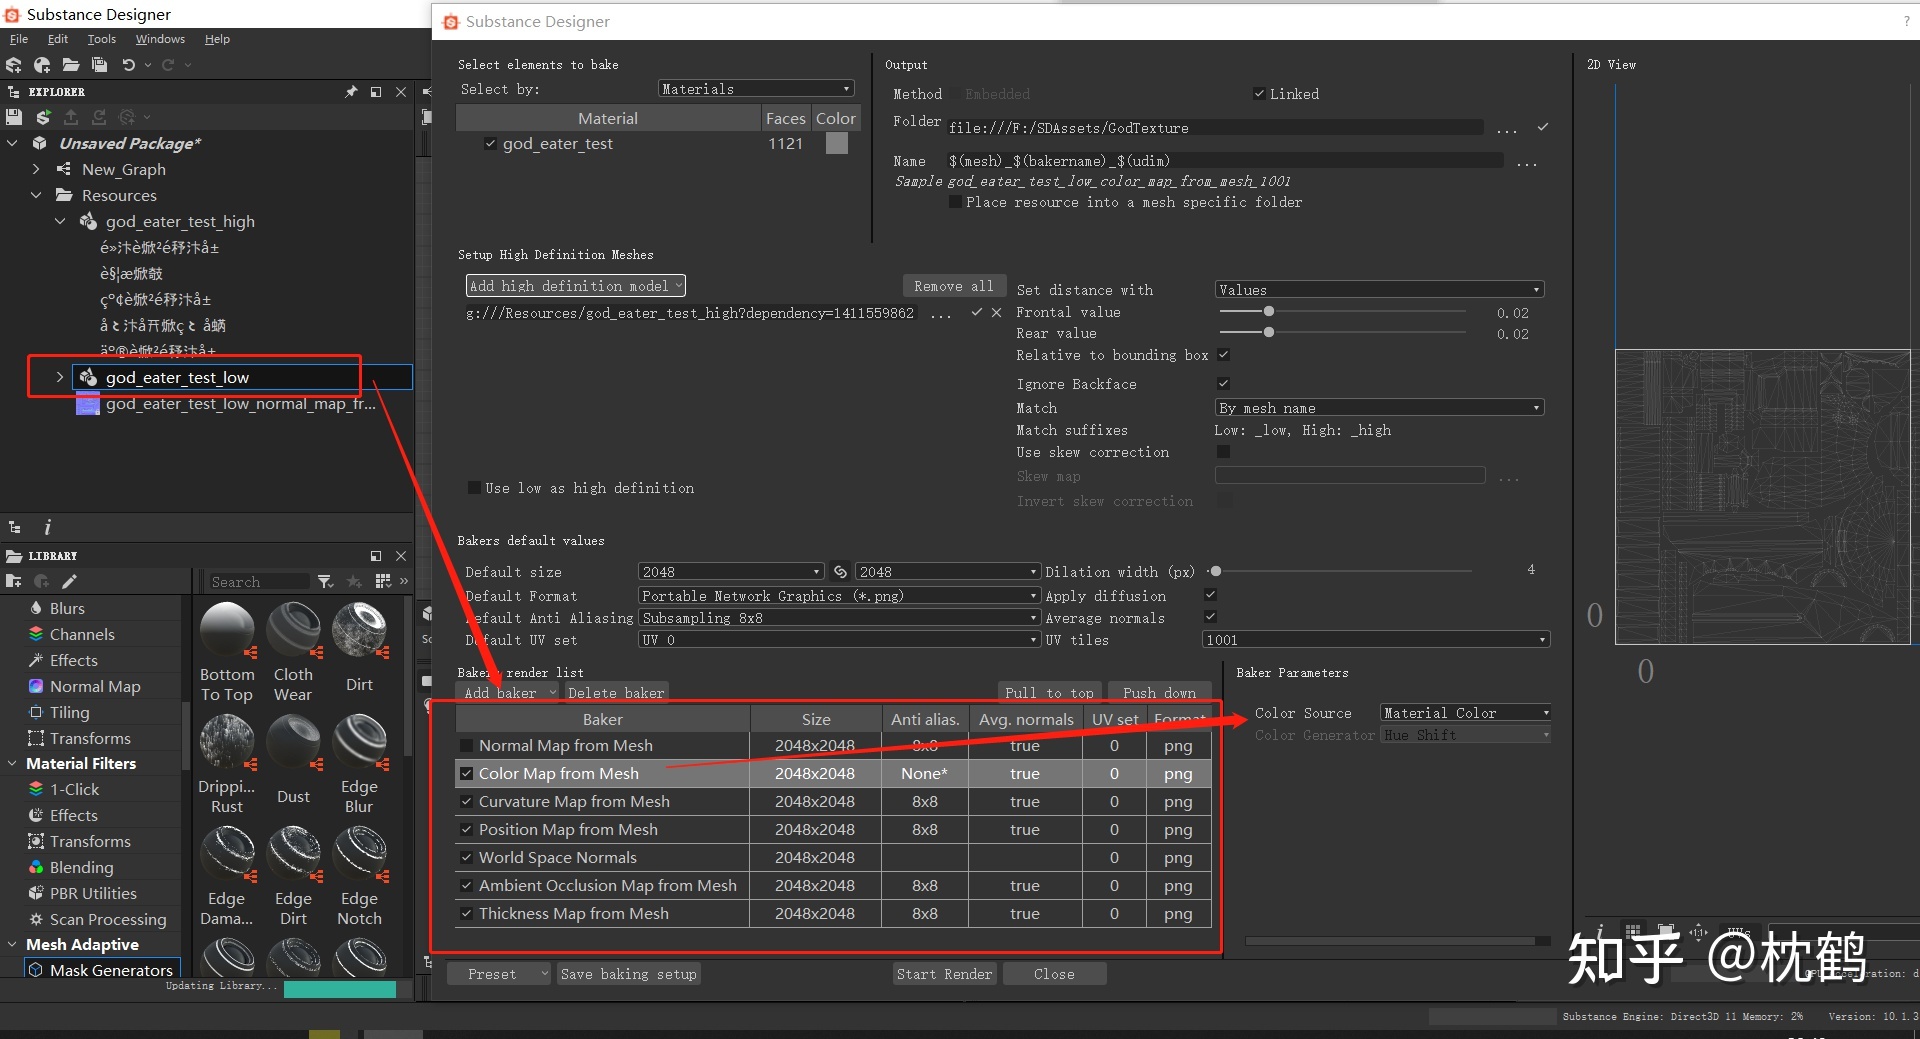 Substance Designer
File Edit Tools Windows Help
EXPLORER
Unsaved Package*
New_Graph
Resources
god_eater_test_high
god_eater_test_low
god_eater_test_low_normal_map_fr...
LIBRARY
Search
Blurs
Channels
Effects
Normal Map
Tiling
Transforms
Material Filters
1-Click
Effects
Transforms
Blending
PBR Utilities
Scan Processing
Mesh Adaptive
Mask Generators
Bottom To Top
Cloth Wear
Dirt
Drippi... Rust
Dust
Edge Blur
Edge Dama...
Edge Dirt
Edge Notch
Updating Library...
Substance Designer
?
Select elements to bake
Select by: Materials
Material Faces Color
god_eater_test 1121
Output
Method Embedded Linked
Folder file:///F:/SDAssets/GodTexture ...
Name $(mesh)_$(bakername)_$(udim) ...
Sample god_eater_test_low_color_map_from_mesh_1001
Place resource into a mesh specific folder
Setup High Definition Meshes
Add high definition model Remove all
g:///Resources/god_eater_test_high?dependency=1411559862 ...
Use low as high definition
Set distance with Values
Frontal value 0.02
Rear value 0.02
Relative to bounding box
Ignore Backface
Match By mesh name
Match suffixes Low: _low, High: _high
Use skew correction
Skew map ...
Invert skew correction
Bakers default values
Default size 2048 2048 Dilation width (px) 4
Default Format Portable Network Graphics (*.png) Apply diffusion
Default Anti Aliasing Subsampling 8x8 Average normals
Default UV set UV 0 UV tiles 1001
Bakers render list
Add baker Delete baker Pull to top Push down
Baker Size Anti alias. Avg. normals UV set Format
Normal Map from Mesh 2048x2048 8x8 true 0 png
Color Map from Mesh 2048x2048 None* true 0 png
Curvature Map from Mesh 2048x2048 8x8 true 0 png
Position Map from Mesh 2048x2048 8x8 true 0 png
World Space Normals 2048x2048 0 png
Ambient Occlusion Map from Mesh 2048x2048 8x8 true 0 png
Thickness Map from Mesh 2048x2048 8x8 true 0 png
Baker Parameters
Color Source Material Color
Color Generator Hue Shift
Preset Save baking setup Start Render Close
2D View
0
0
UVs
知乎 @枕鹤
Substance Engine: Direct3D 11 Memory: 2% Version: 10.1.3